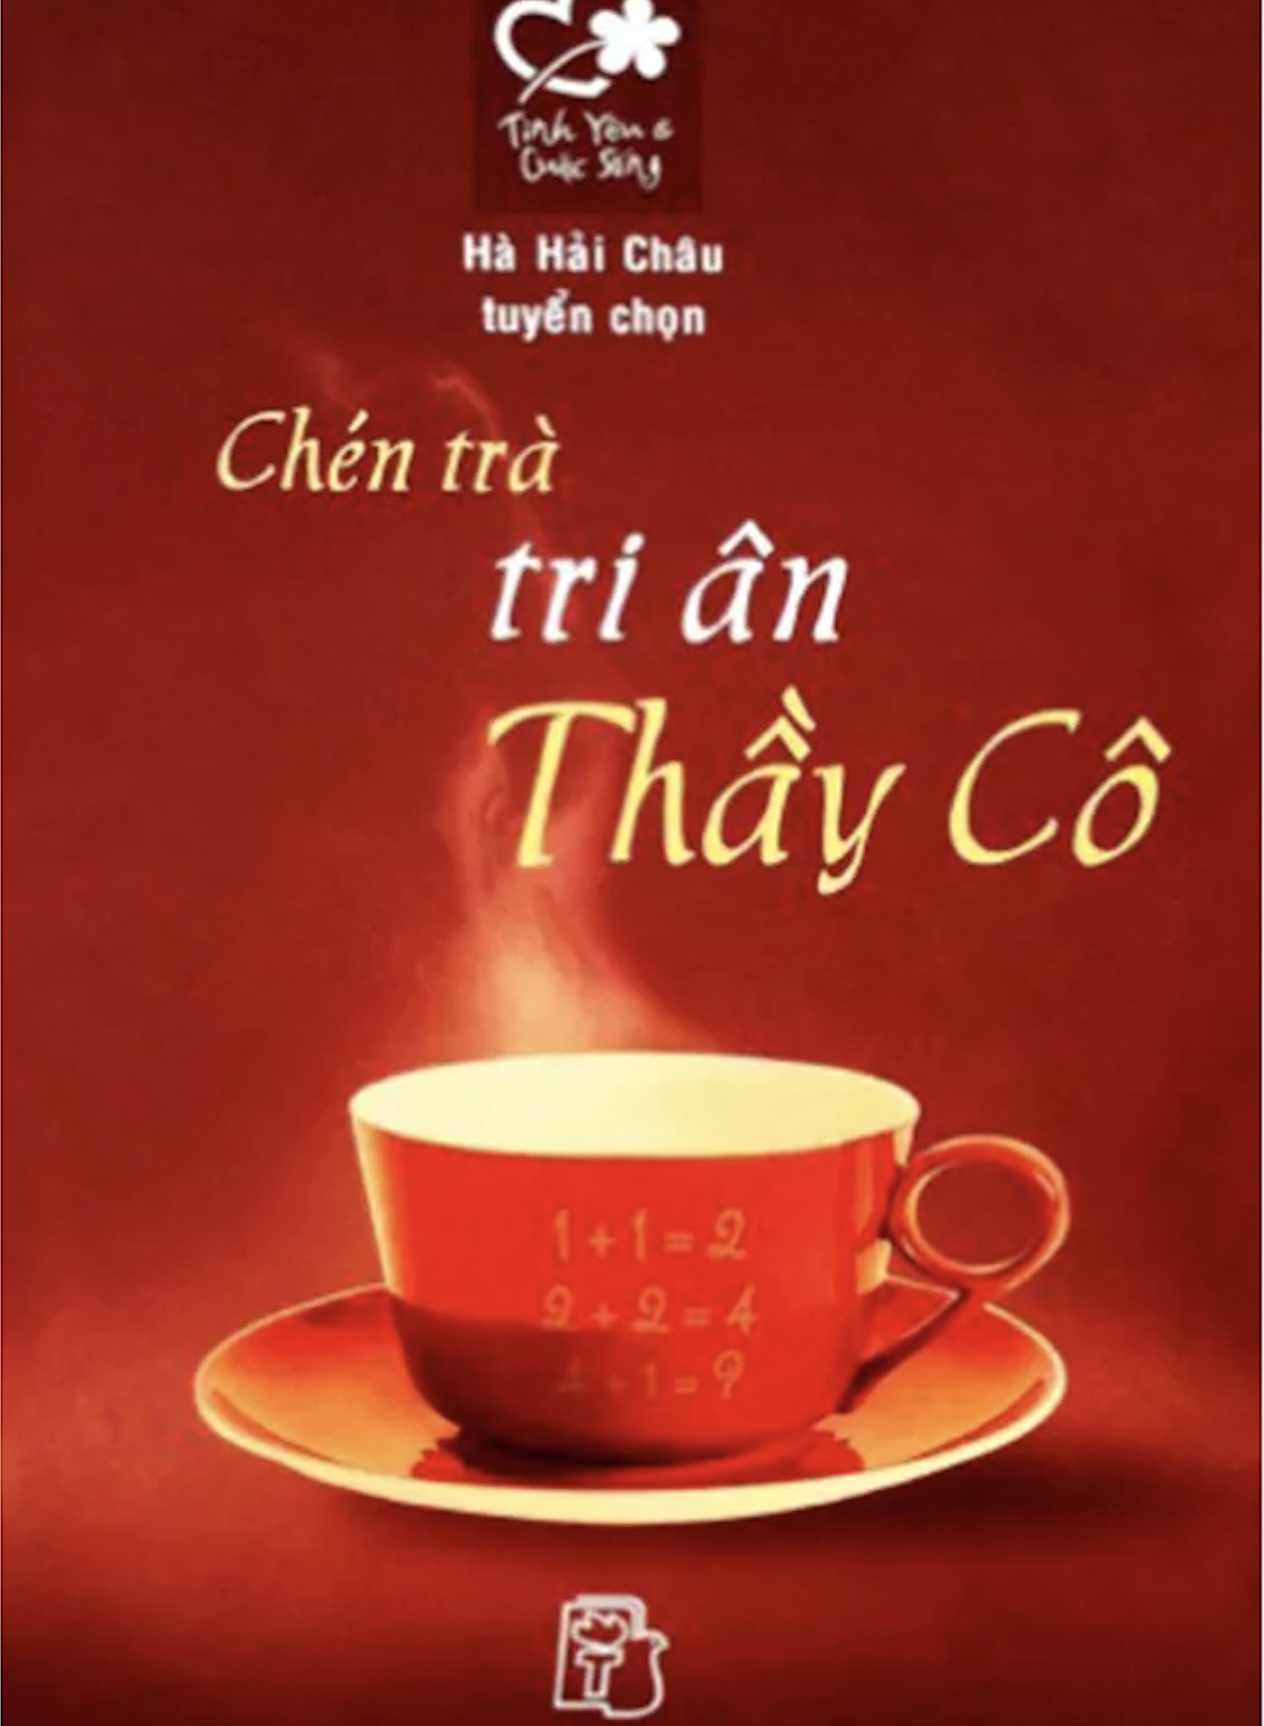 Tình Yêu &
Cuộc Sống
Hà Hải Châu
tuyển chọn
Chén trà
tri ân
Thầy Cô
1+1=2
2+2=4
4+1=?
T